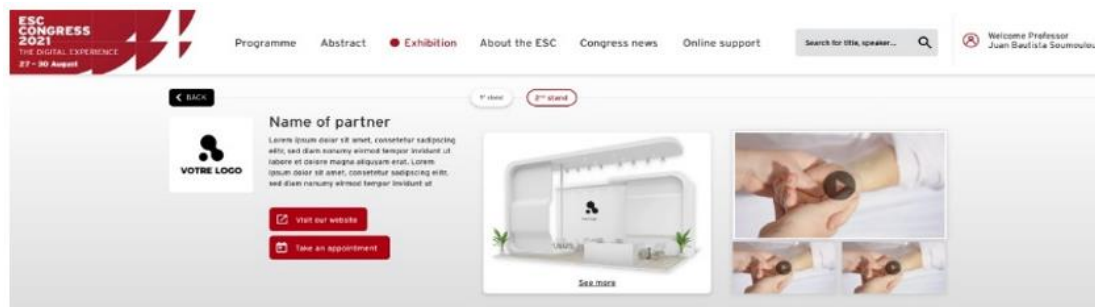 ESC
CONGRESS
2021
THE DIGITAL EXPERIENCE
27 - 30 August
Programme
Abstract
Exhibition
About the ESC
Congress news
Online support
Search for title, speaker...
Welcome Professor
Juan Bautista Soumoulou
BACK
1st stand
2nd stand
VOTRE LOGO
Name of partner
Lorem ipsum dolor sit amet, consetetur sadipscing
elitr, sed diam nonumy eirmod tempor invidunt ut
labore et dolore magna aliquyam erat. Lorem
ipsum dolor sit amet, consetetur sadipscing elitr,
sed diam nonumy eirmod tempor invidunt ut
Visit our website
Take an appointment
See more